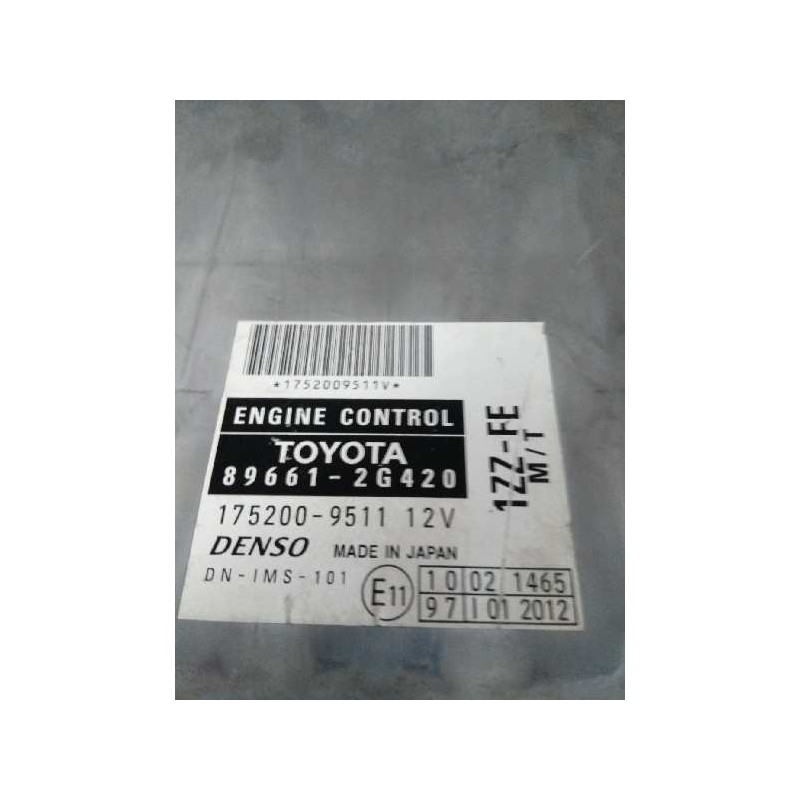 *1752009511V*
ENGINE CONTROL
TOYOTA
89661-2G420
175200-9511 12V
DENSO MADE IN JAPAN
DN-IMS-101
E11
10 02 1465
97 I 01 2012
1ZZ-FE
M/T